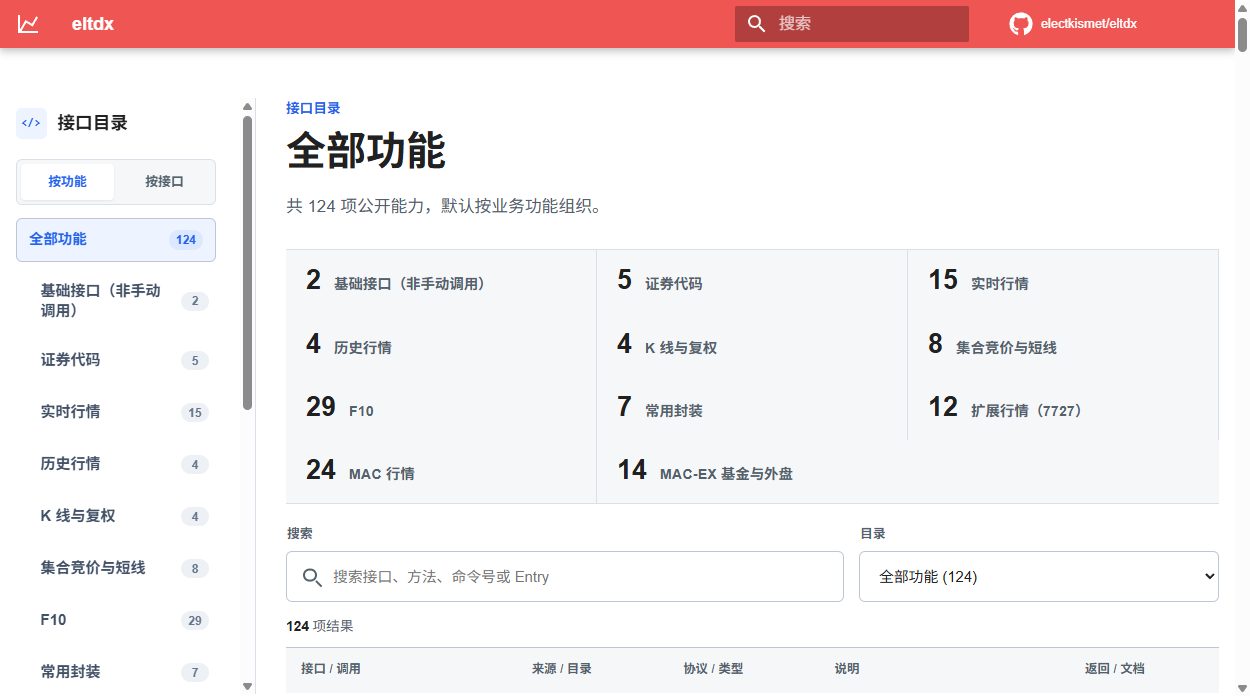 eltdx
搜索
electkismet/eltdx
</> 接口目录
按功能 按接口
全部功能 124
基础接口（非手动
调用） 2
证券代码 5
实时行情 15
历史行情 4
K 线与复权 4
集合竞价与短线 8
F10 29
常用封装 7
接口目录
全部功能
共 124 项公开能力，默认按业务功能组织。
2 基础接口（非手动调用） 5 证券代码 15 实时行情
4 历史行情 4 K 线与复权 8 集合竞价与短线
29 F10 7 常用封装 12 扩展行情（7727）
24 MAC 行情 14 MAC-EX 基金与外盘
搜索 目录
搜索接口、方法、命令号或 Entry 全部功能 (124)
124 项结果
接口 / 调用 来源 / 目录 协议 / 类型 说明 返回 / 文档